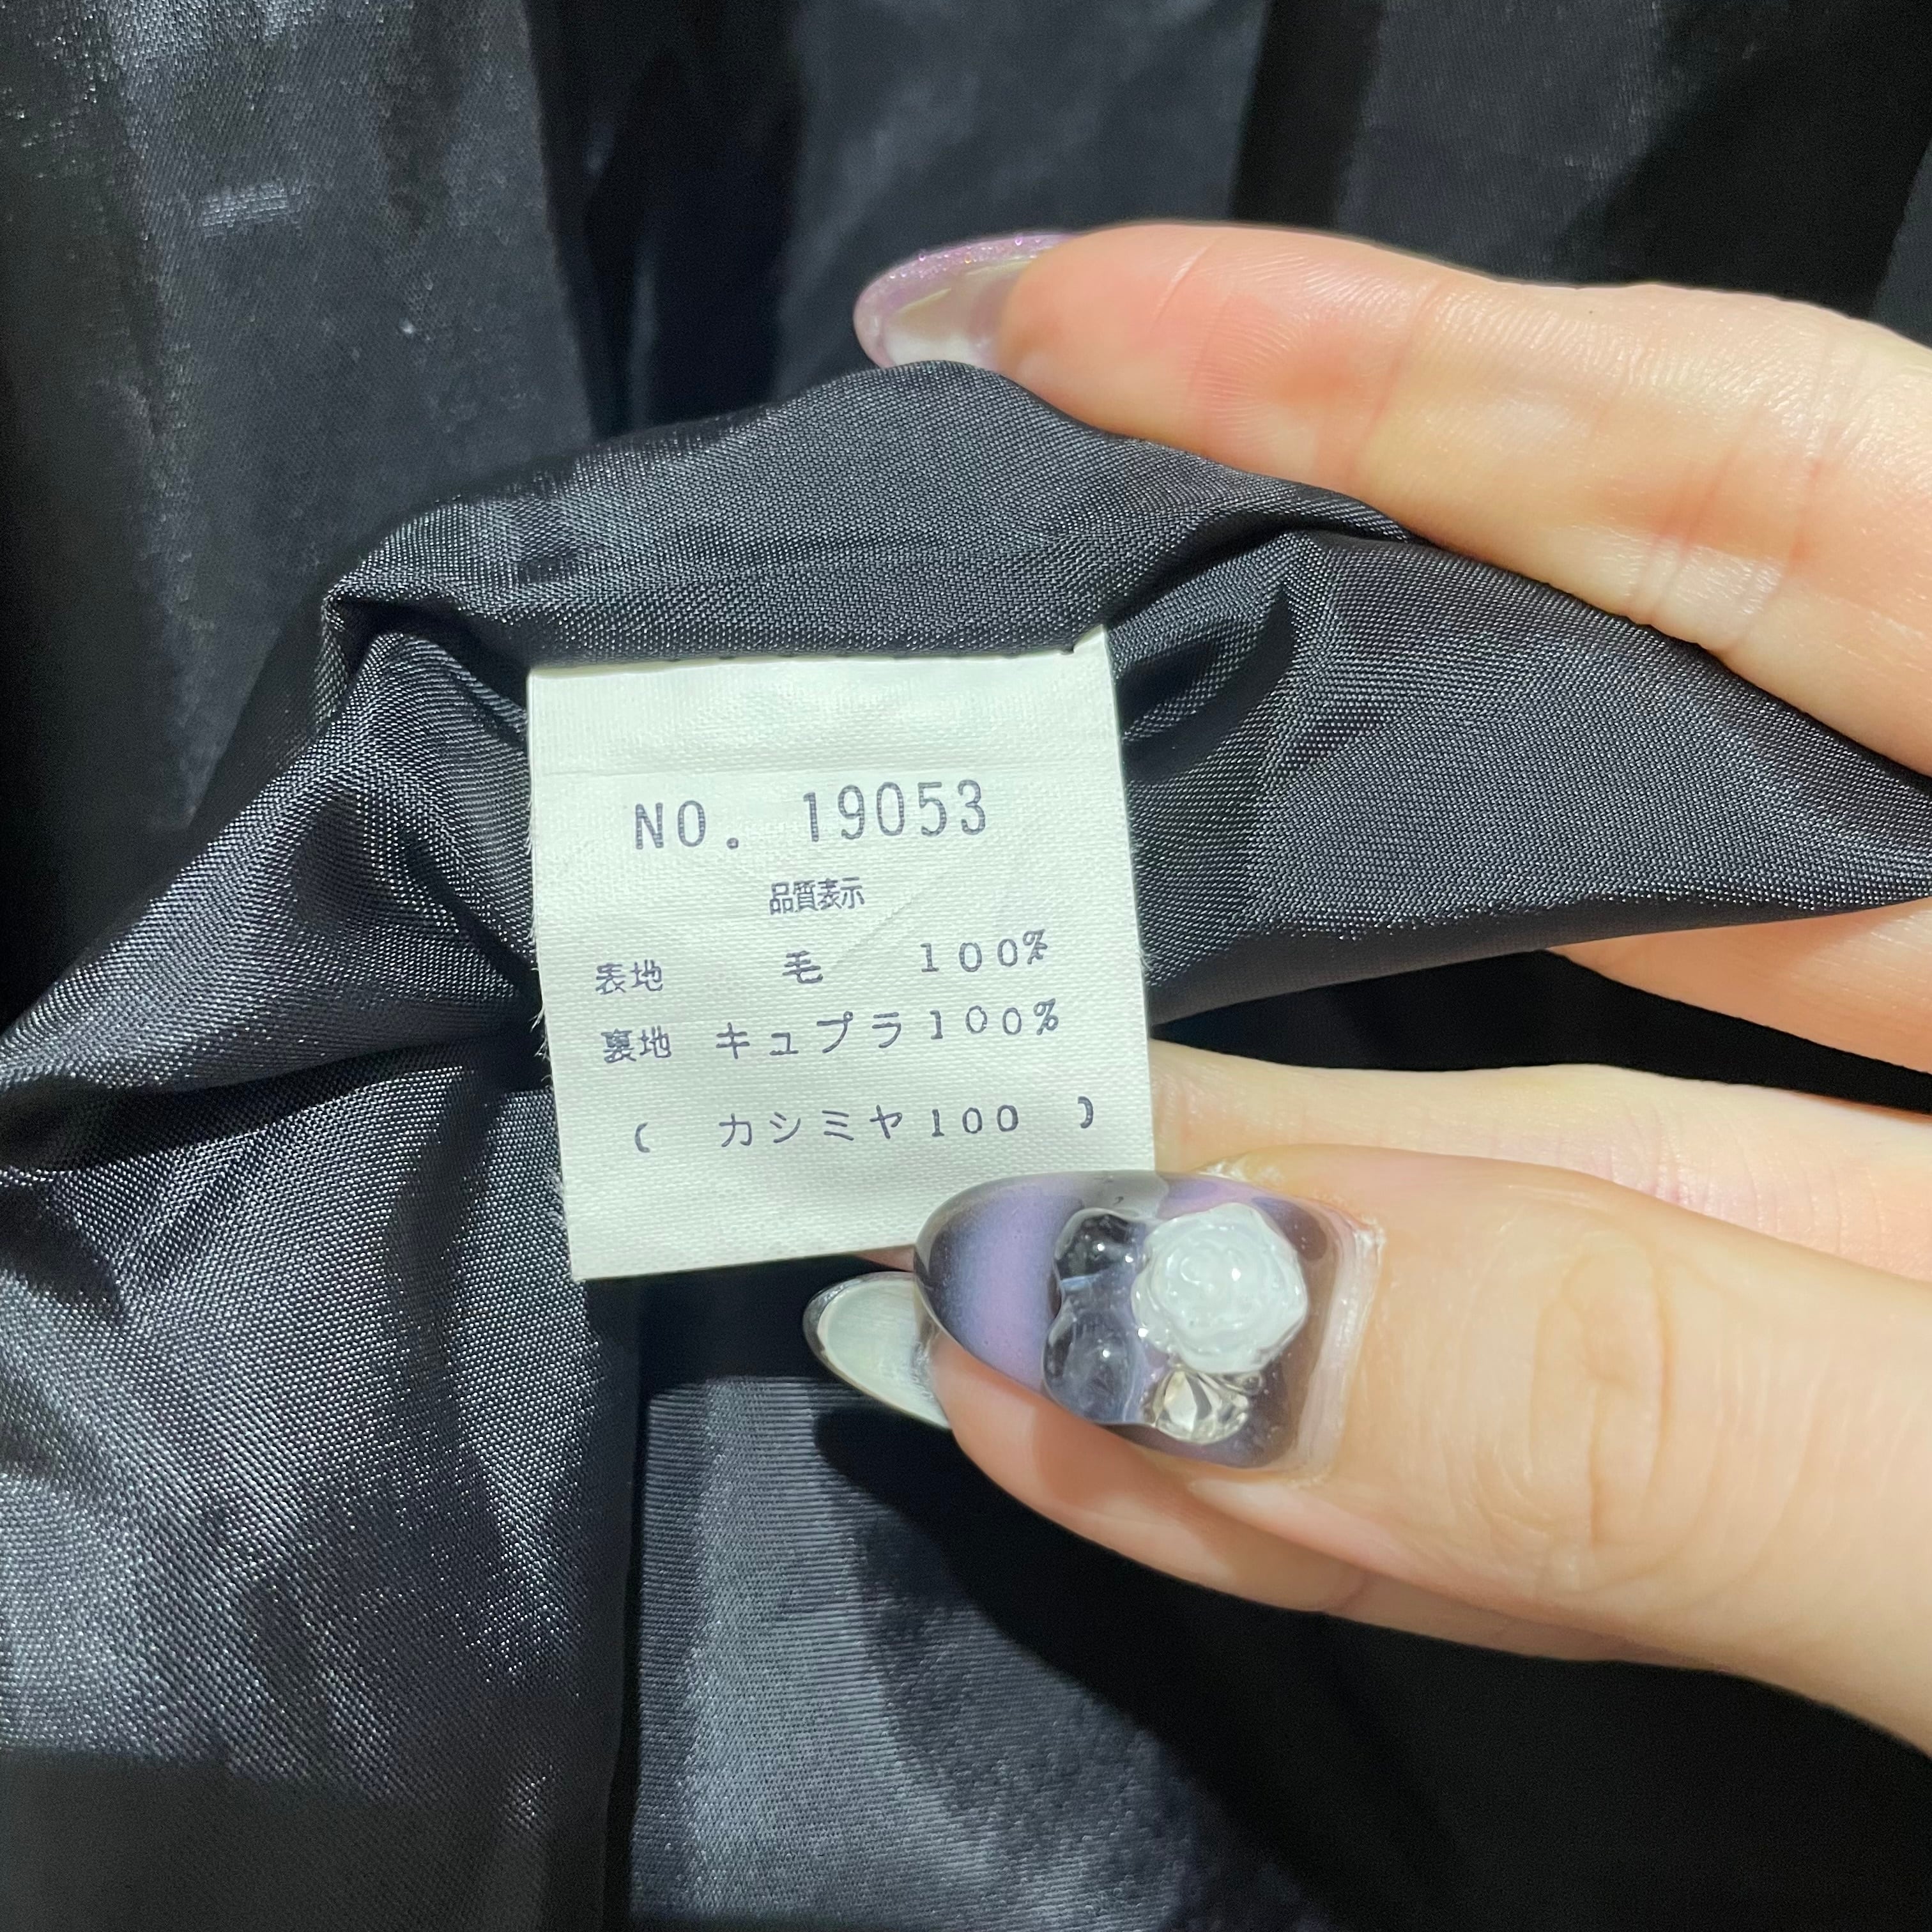 NO. 19053
品質表示
表地 毛 100%
裏地 キュプラ100%
( カシミヤ100 )